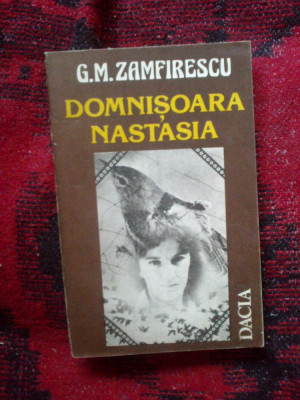 G.M. ZAMFIRESCU
DOMNIȘOARA
NASTASIA
DACIA